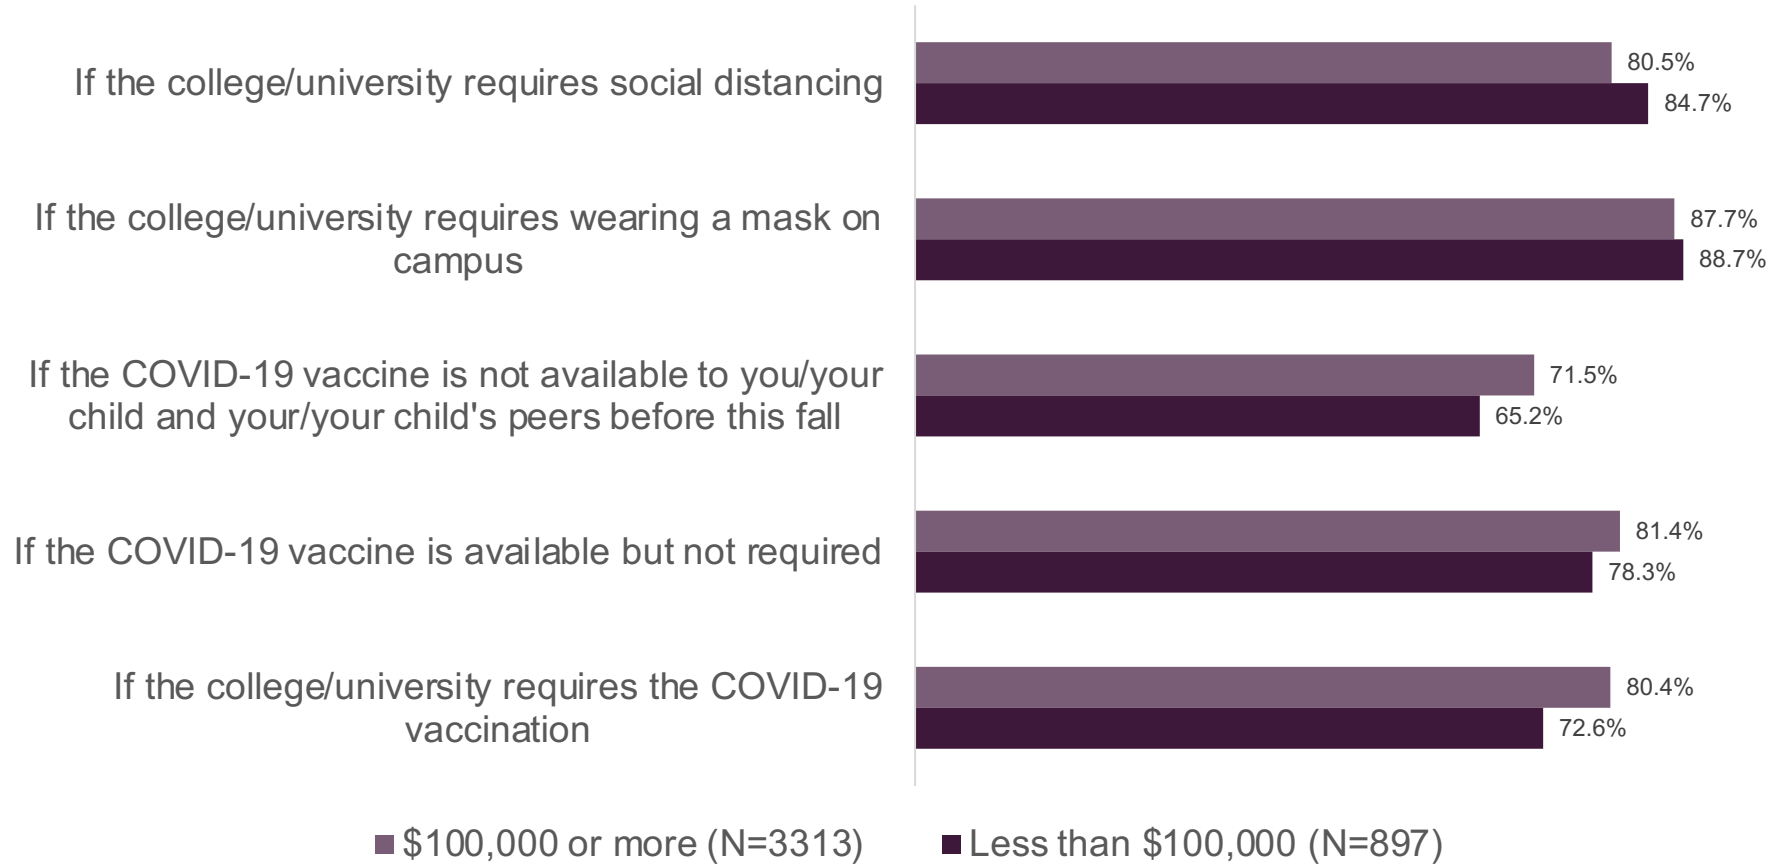 If the college/university requires social distancing
80.5%
84.7%
If the college/university requires wearing a mask on
campus
87.7%
88.7%
If the COVID-19 vaccine is not available to you/your
child and your/your child's peers before this fall
71.5%
65.2%
If the COVID-19 vaccine is available but not required
81.4%
78.3%
If the college/university requires the COVID-19
vaccination
80.4%
72.6%
$100,000 or more (N=3313) Less than $100,000 (N=897)